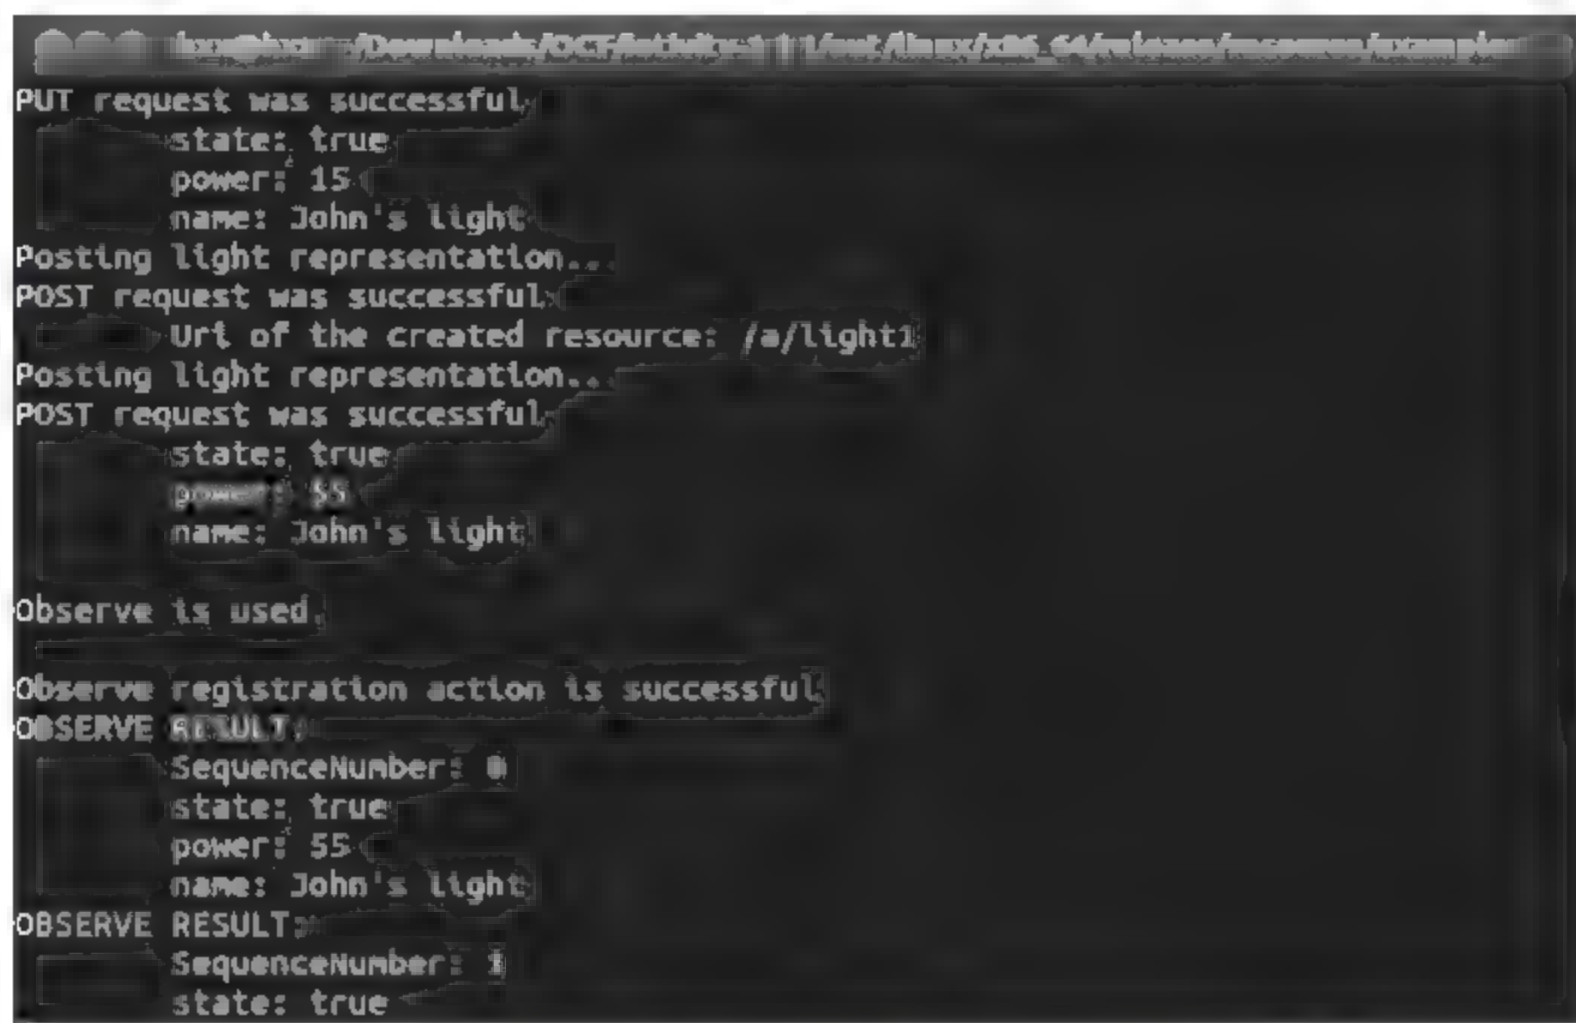 PUT request was successful
state: true
power: 15
name: John's light
Posting light representation...
POST request was successful
Uri of the created resource: /a/light1
Posting light representation...
POST request was successful
state: true
power: 55
name: John's light
Observe is used.
Observe registration action is successful
OBSERVE RESULT:
SequenceNumber: 0
state: true
power: 55
name: John's light
OBSERVE RESULT:
SequenceNumber: 1
state: true